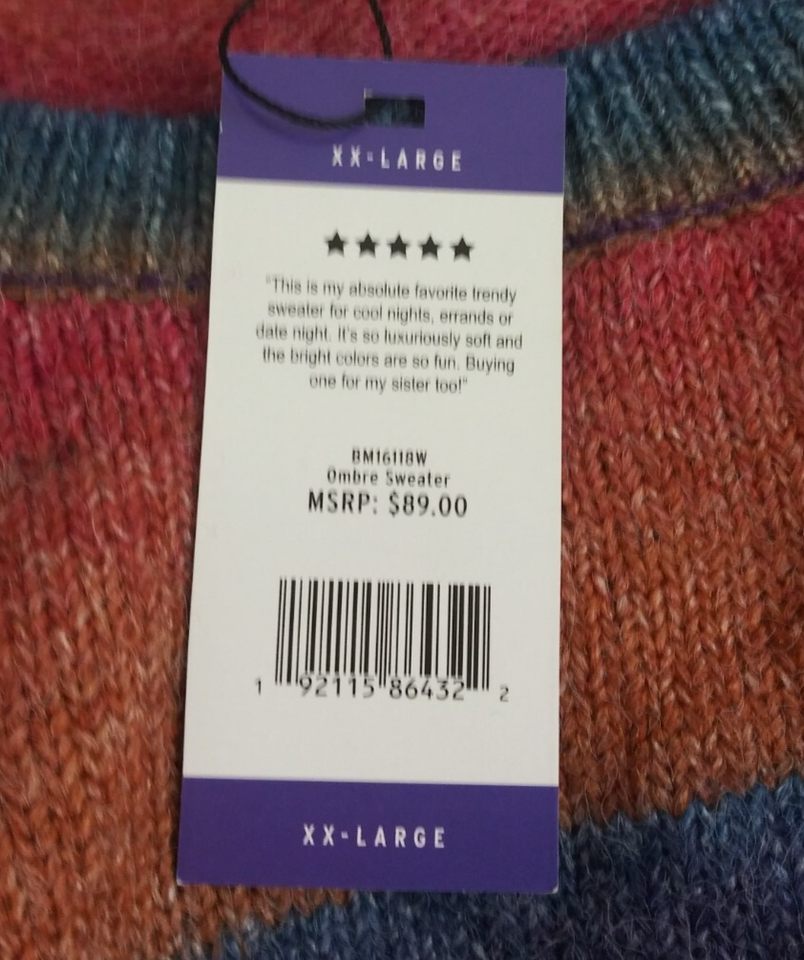 XX-LARGE
★★★★★
"This is my absolute favorite trendy
sweater for cool nights, errands or
date night. It's so luxuriously soft and
the bright colors are so fun. Buying
one for my sister too!"
BM16118W
Ombre Sweater
MSRP: $89.00
1 92115 86432 2
XX-LARGE